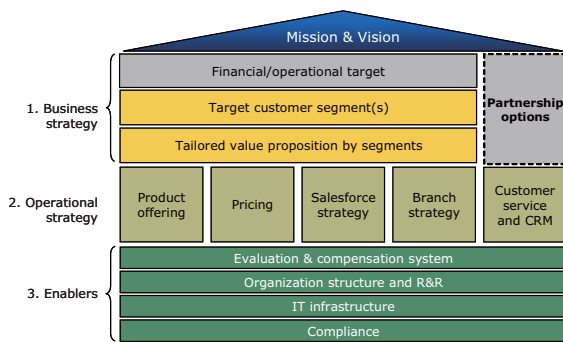 Mission & Vision
1. Business
strategy
Financial/operational target
Target customer segment(s)
Tailored value proposition by segments
Partnership
options
2. Operational
strategy
Product
offering
Pricing
Salesforce
strategy
Branch
strategy
Customer
service
and CRM
3. Enablers
Evaluation & compensation system
Organization structure and R&R
IT infrastructure
Compliance